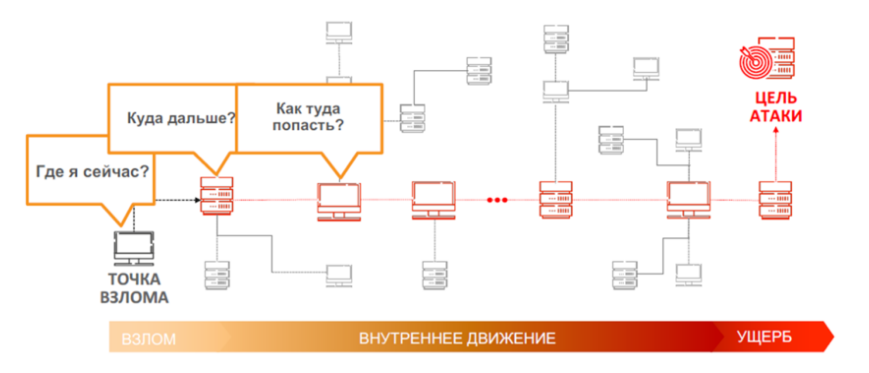 Где я сейчас?
Куда дальше?
Как туда
попасть?
ЦЕЛЬ
АТАКИ
ТОЧКА
ВЗЛОМА
ВЗЛОМ
ВНУТРЕННЕЕ ДВИЖЕНИЕ
УЩЕРБ